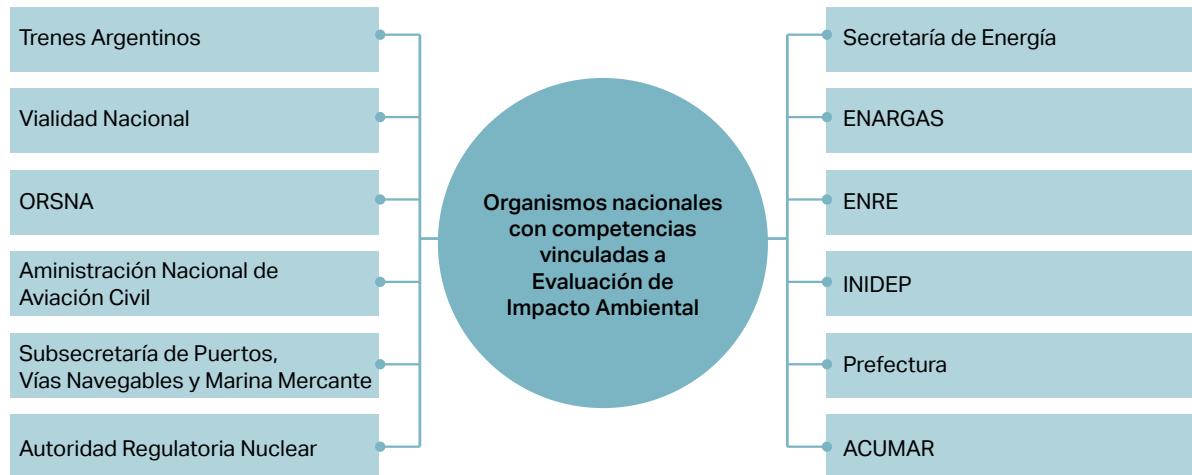 Trenes Argentinos
Vialidad Nacional
ORSNA
Aministración Nacional de
Aviación Civil
Subsecretaría de Puertos,
Vías Navegables y Marina Mercante
Autoridad Regulatoria Nuclear
Organismos nacionales
con competencias
vinculadas a
Evaluación de
Impacto Ambiental
Secretaría de Energía
ENARGAS
ENRE
INIDEP
Prefectura
ACUMAR